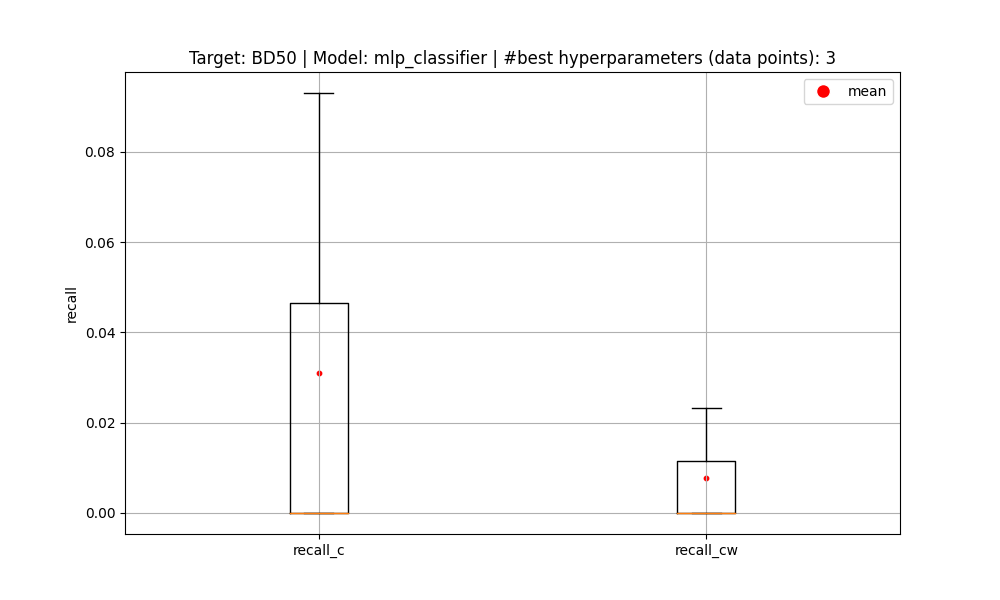 Target: BD50 | Model: mlp_classifier | #best hyperparameters (data points): 3
mean
0.08
0.06
0.04
0.02
0.00
recall
recall_c
recall_cw